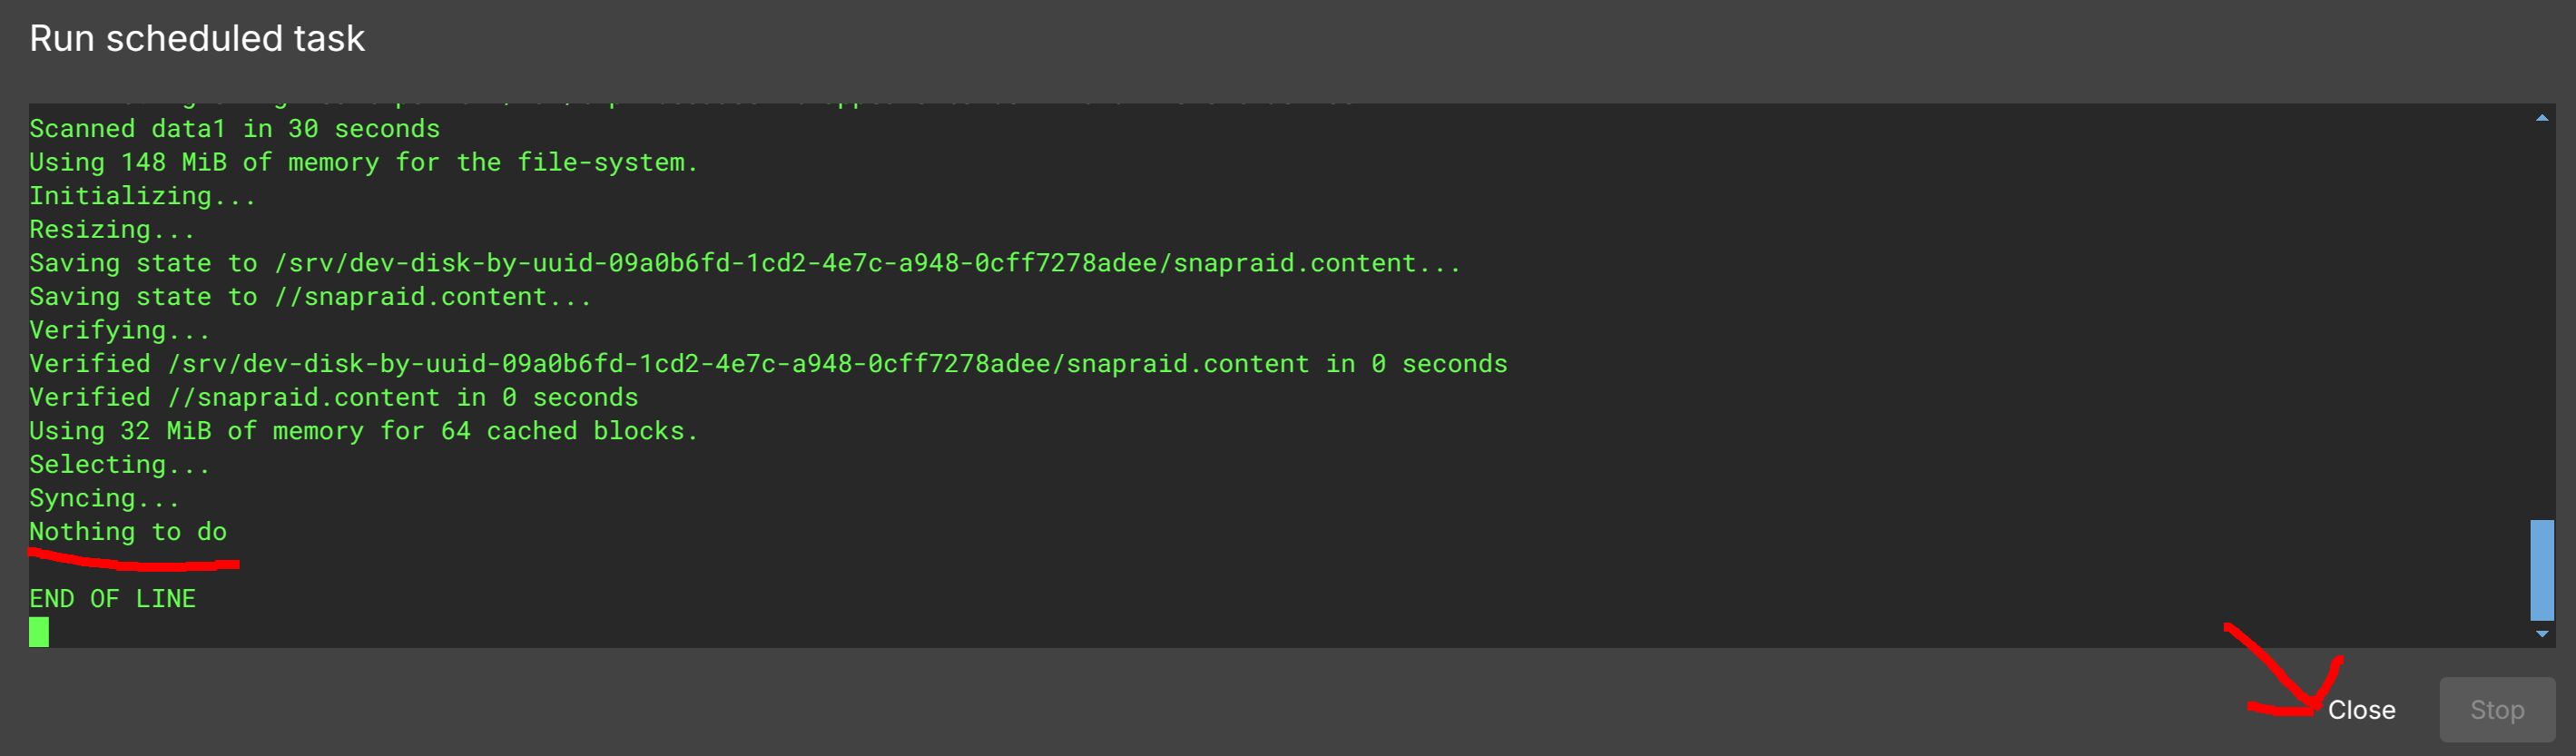 Run scheduled task
Scanned data1 in 30 seconds
Using 148 MiB of memory for the file-system.
Initializing...
Resizing...
Saving state to /srv/dev-disk-by-uuid-09a0b6fd-1cd2-4e7c-a948-0cff7278adee/snapraid.content...
Saving state to //snapraid.content...
Verifying...
Verified /srv/dev-disk-by-uuid-09a0b6fd-1cd2-4e7c-a948-0cff7278adee/snapraid.content in 0 seconds
Verified //snapraid.content in 0 seconds
Using 32 MiB of memory for 64 cached blocks.
Selecting...
Syncing...
Nothing to do
END OF LINE
Close
Stop